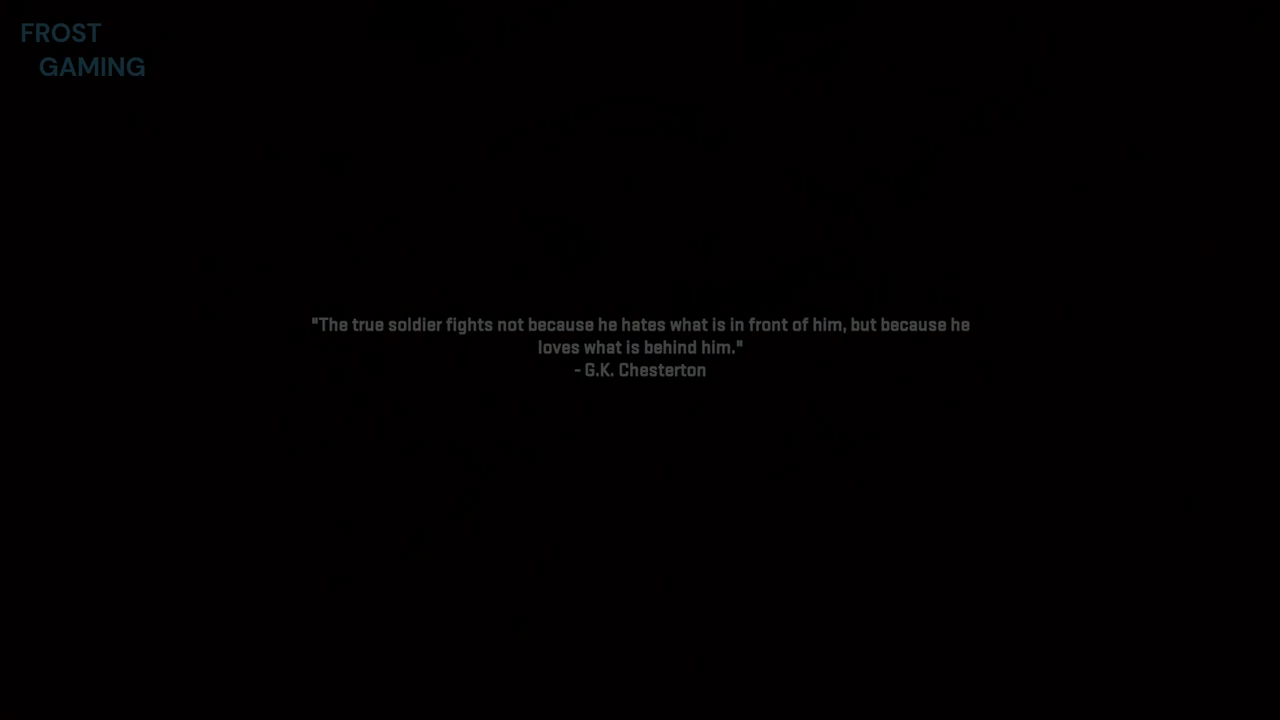 FROST
GAMING
"The true soldier fights not because he hates what is in front of him, but because he
loves what is behind him."
- G.K. Chesterton